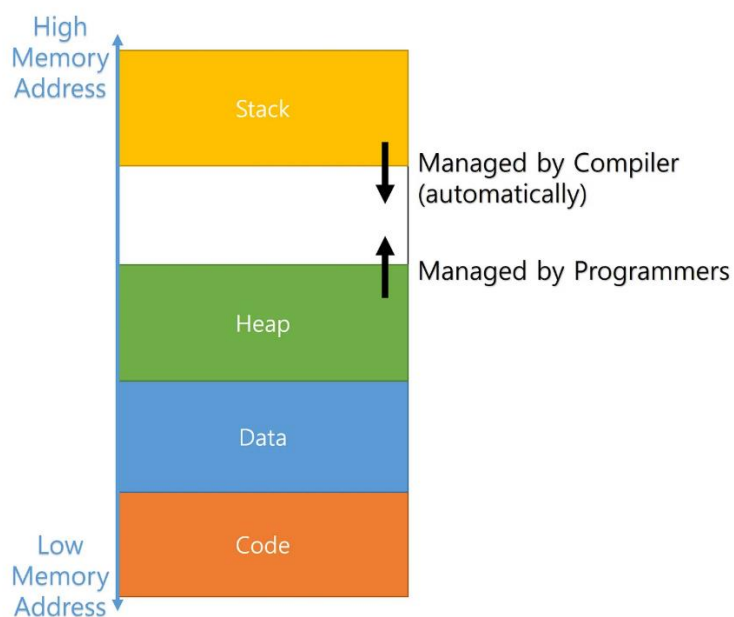 High
Memory
Address
Stack
Managed by Compiler
(automatically)
Managed by Programmers
Heap
Data
Code
Low
Memory
Address